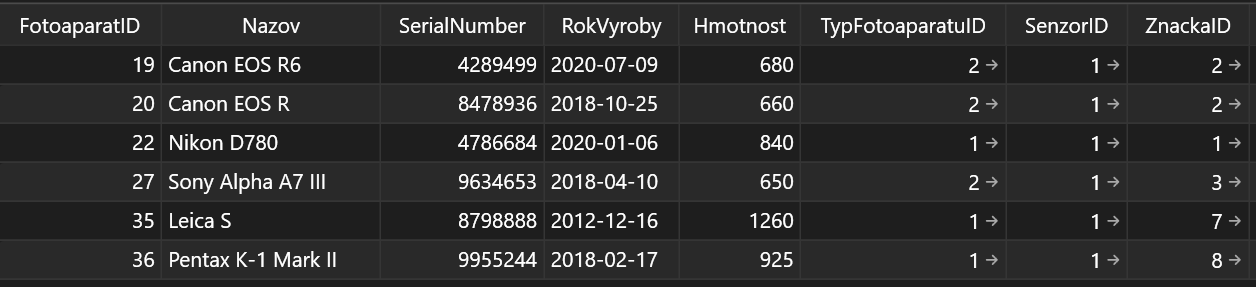 FotoaparatID Nazov SerialNumber RokVyroby Hmotnost TypFotoaparatuID SenzorID ZnackaID
19 Canon EOS R6 4289499 2020-07-09 680 2 → 1 → 2 →
20 Canon EOS R 8478936 2018-10-25 660 2 → 1 → 2 →
22 Nikon D780 4786684 2020-01-06 840 1 → 1 → 1 →
27 Sony Alpha A7 III 9634653 2018-04-10 650 2 → 1 → 3 →
35 Leica S 8798888 2012-12-16 1260 1 → 1 → 7 →
36 Pentax K-1 Mark II 9955244 2018-02-17 925 1 → 1 → 8 →